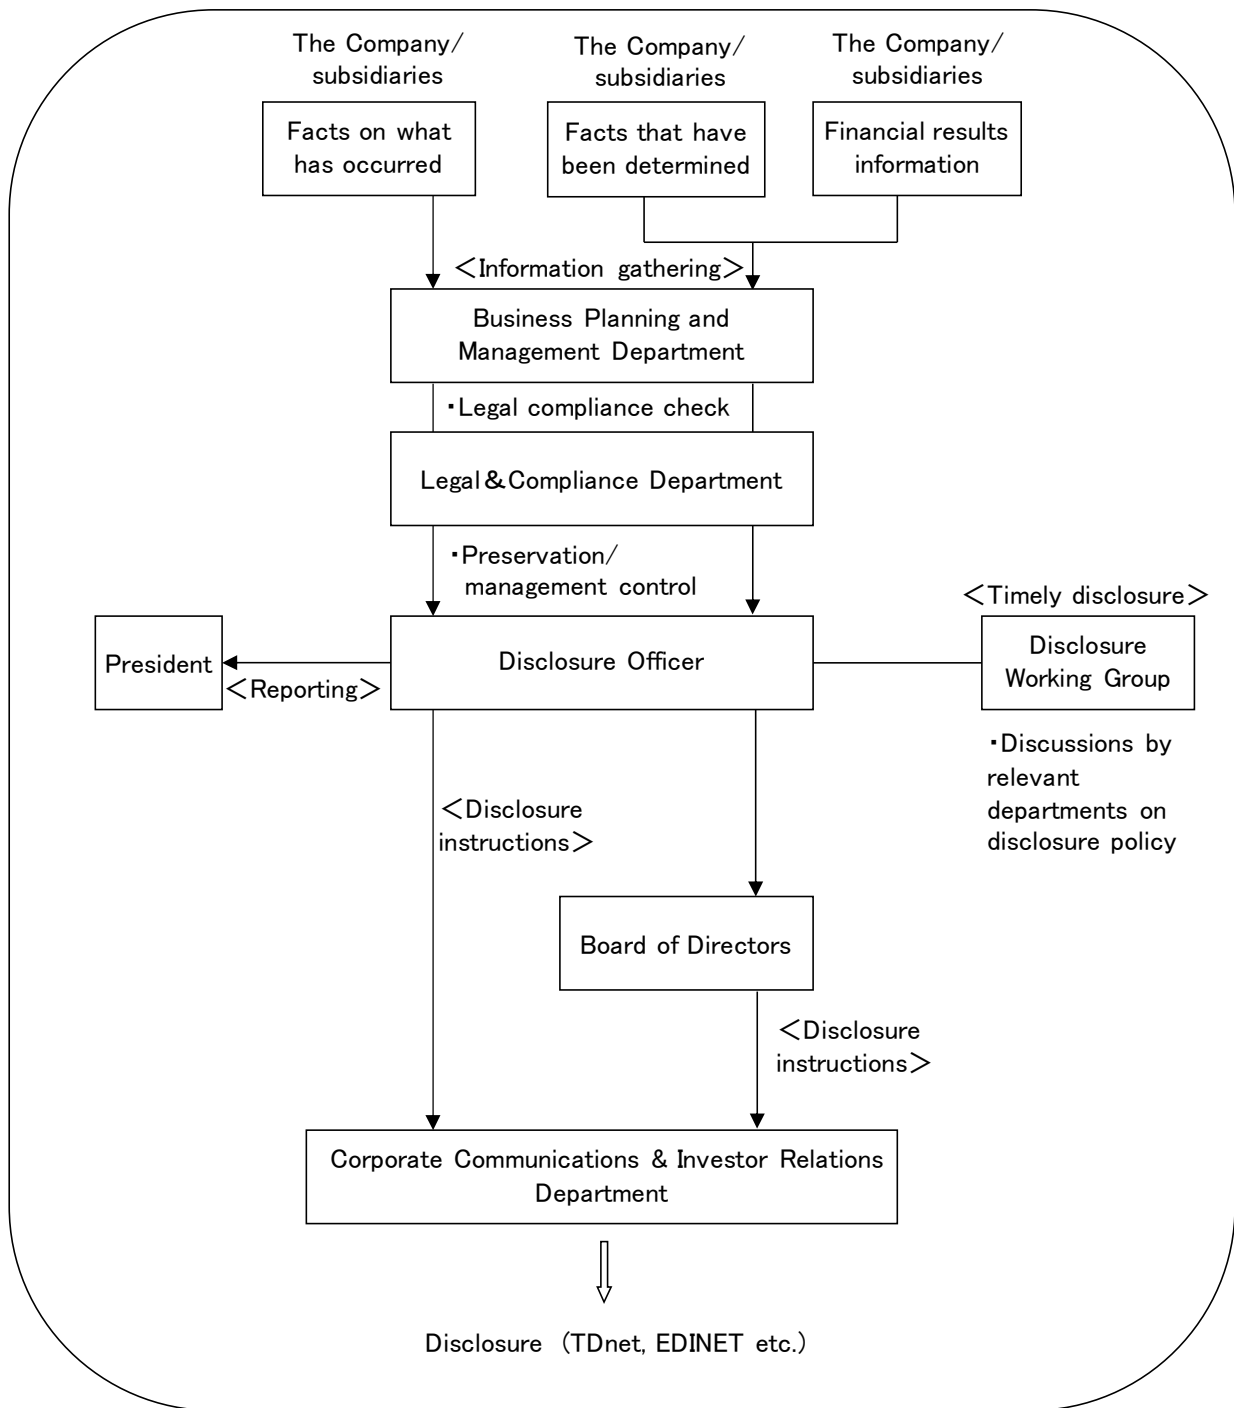 The Company/
subsidiaries
The Company/
subsidiaries
The Company/
subsidiaries
Facts on what
has occurred
Facts that have
been determined
Financial results
information
＜Information gathering＞
Business Planning and
Management Department
･Legal compliance check
Legal＆Compliance Department
･Preservation/
management control
＜Timely disclosure＞
President
＜Reporting＞
Disclosure Officer
Disclosure
Working Group
･Discussions by
relevant
departments on
disclosure policy
＜Disclosure
instructions＞
Board of Directors
＜Disclosure
instructions＞
Corporate Communications & Investor Relations
Department
Disclosure （TDnet, EDINET etc.）